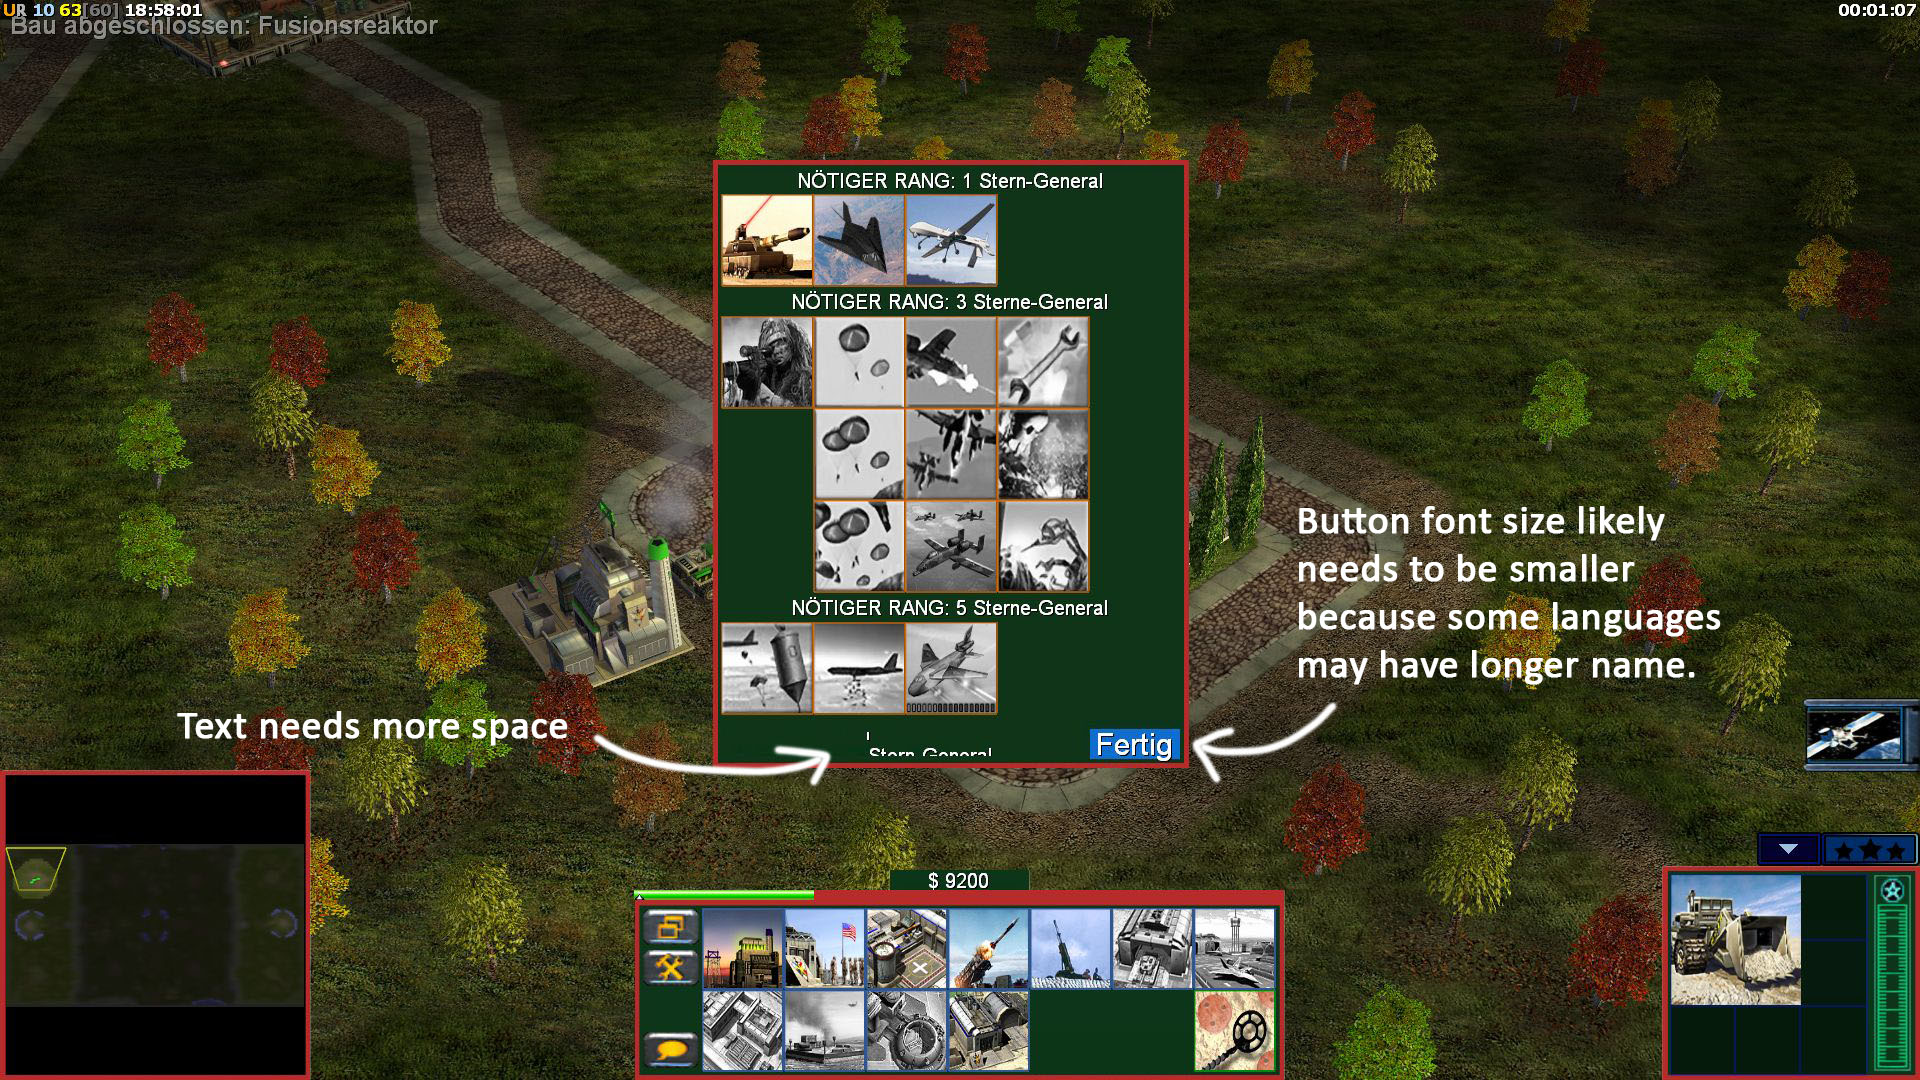 UR 10 63[60] 18:58:01
00:01:07
Bau abgeschlossen: Fusionsreaktor
NÖTIGER RANG: 1 Stern-General
NÖTIGER RANG: 3 Sterne-General
NÖTIGER RANG: 5 Sterne-General
Button font size likely
needs to be smaller
because some languages
may have longer name.
Text needs more space
Stern-General
Fertig
$ 9200